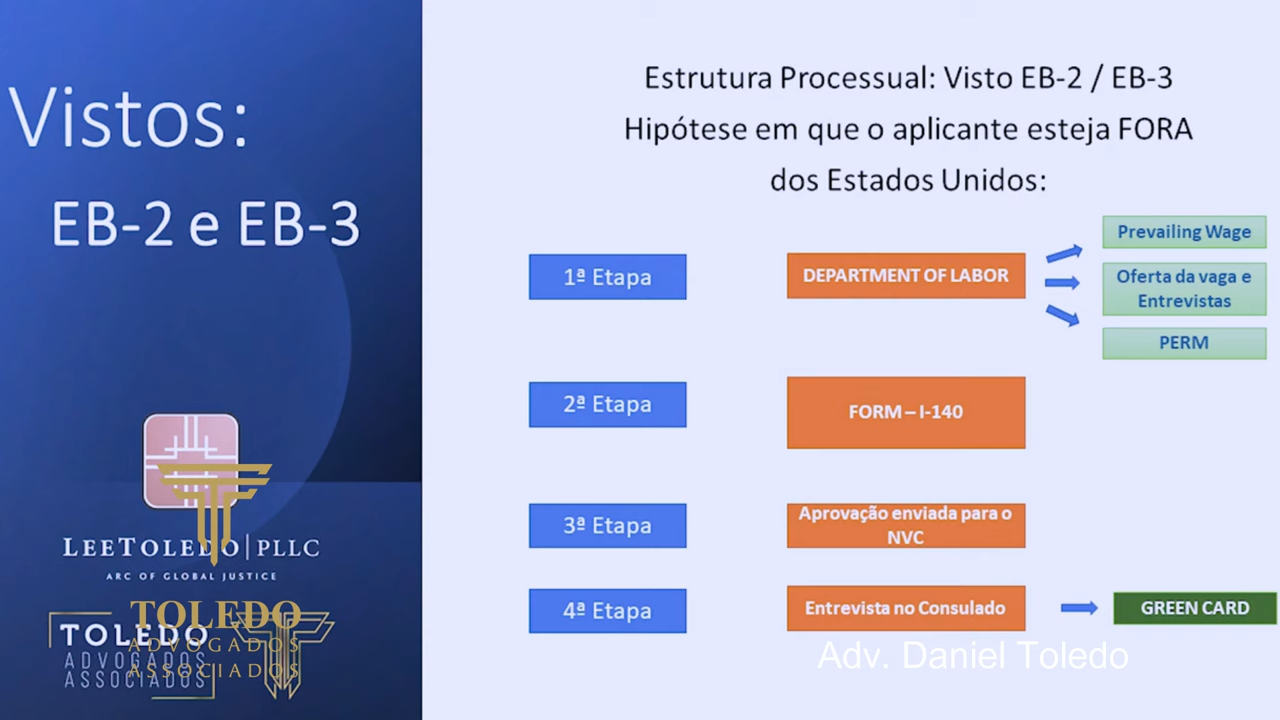 Vistos:
EB-2 e EB-3
LEETOLEDO|PLLC
ARC OF GLOBAL JUSTICE
TOLEDO
ADVOGADOS
ASSOCIADOS
TOLEDO
ADVOGADOS
ASSOCIADOS
Estrutura Processual: Visto EB-2 / EB-3
Hipótese em que o aplicante esteja FORA
dos Estados Unidos:
1ª Etapa
DEPARTMENT OF LABOR
Prevailing Wage
Oferta da vaga e
Entrevistas
PERM
2ª Etapa
FORM – I-140
3ª Etapa
Aprovação enviada para o
NVC
4ª Etapa
Entrevista no Consulado
GREEN CARD
Adv. Daniel Toledo